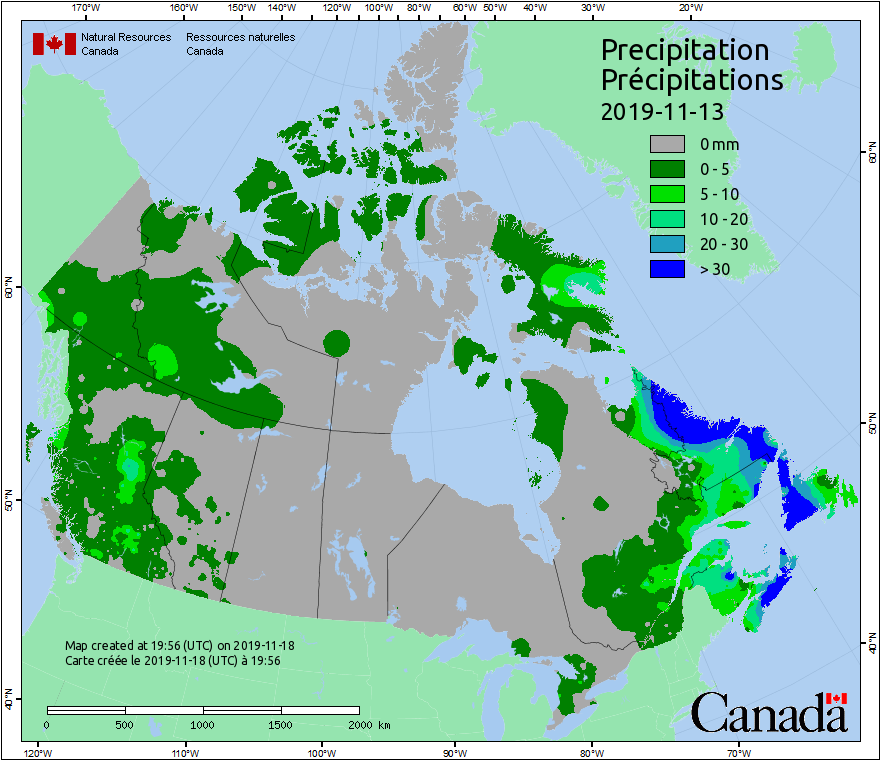 170°W 160°W 150°W 140°W 130°W 120°W 110°W 100°W 90°W 80°W 60°W 50°W 40°W 30°W 20°W
Natural Resources Canada
Ressources naturelles Canada
Precipitation
Précipitations
2019-11-13
0 mm
0 - 5
5 - 10
10 - 20
20 - 30
> 30
60°N
50°N
40°N
60°N
50°N
40°N
Map created at 19:56 (UTC) on 2019-11-18
Carte créée le 2019-11-18 (UTC) à 19:56
0 500 1000 1500 2000 km
Canada
120°W 110°W 100°W 90°W 80°W 70°W